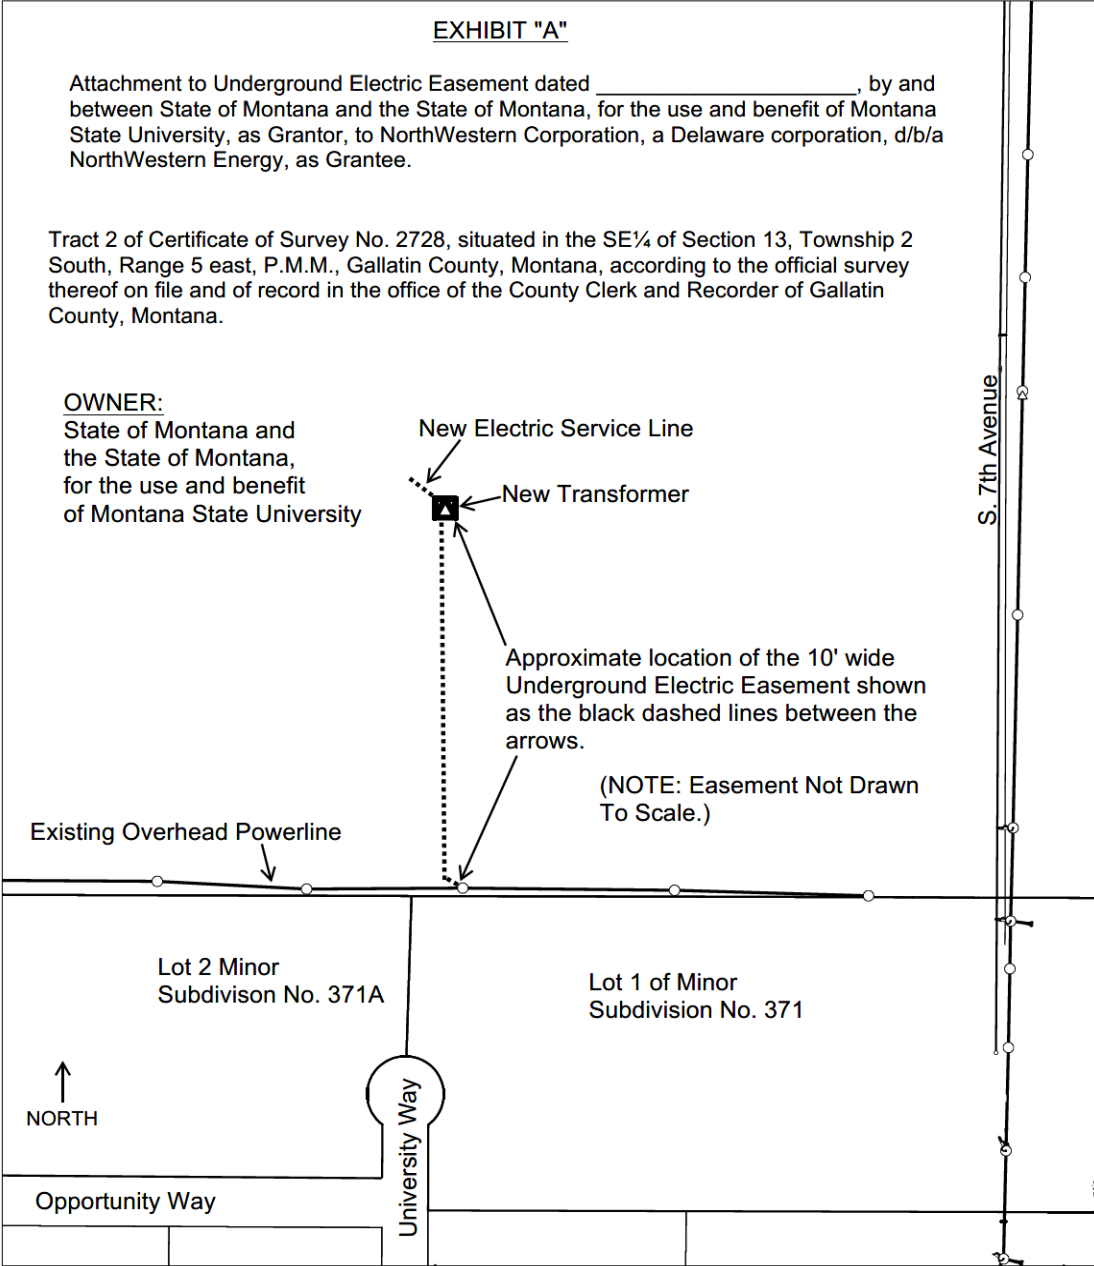 EXHIBIT "A"
Attachment to Underground Electric Easement dated ______________________, by and
between State of Montana and the State of Montana, for the use and benefit of Montana
State University, as Grantor, to NorthWestern Corporation, a Delaware corporation, d/b/a
NorthWestern Energy, as Grantee.
Tract 2 of Certificate of Survey No. 2728, situated in the SE¼ of Section 13, Township 2
South, Range 5 east, P.M.M., Gallatin County, Montana, according to the official survey
thereof on file and of record in the office of the County Clerk and Recorder of Gallatin
County, Montana.
OWNER:
State of Montana and
the State of Montana,
for the use and benefit
of Montana State University
New Electric Service Line
New Transformer
S. 7th Avenue
Approximate location of the 10' wide
Underground Electric Easement shown
as the black dashed lines between the
arrows.
(NOTE: Easement Not Drawn
To Scale.)
Existing Overhead Powerline
Lot 2 Minor
Subdivison No. 371A
Lot 1 of Minor
Subdivision No. 371
NORTH
University Way
Opportunity Way